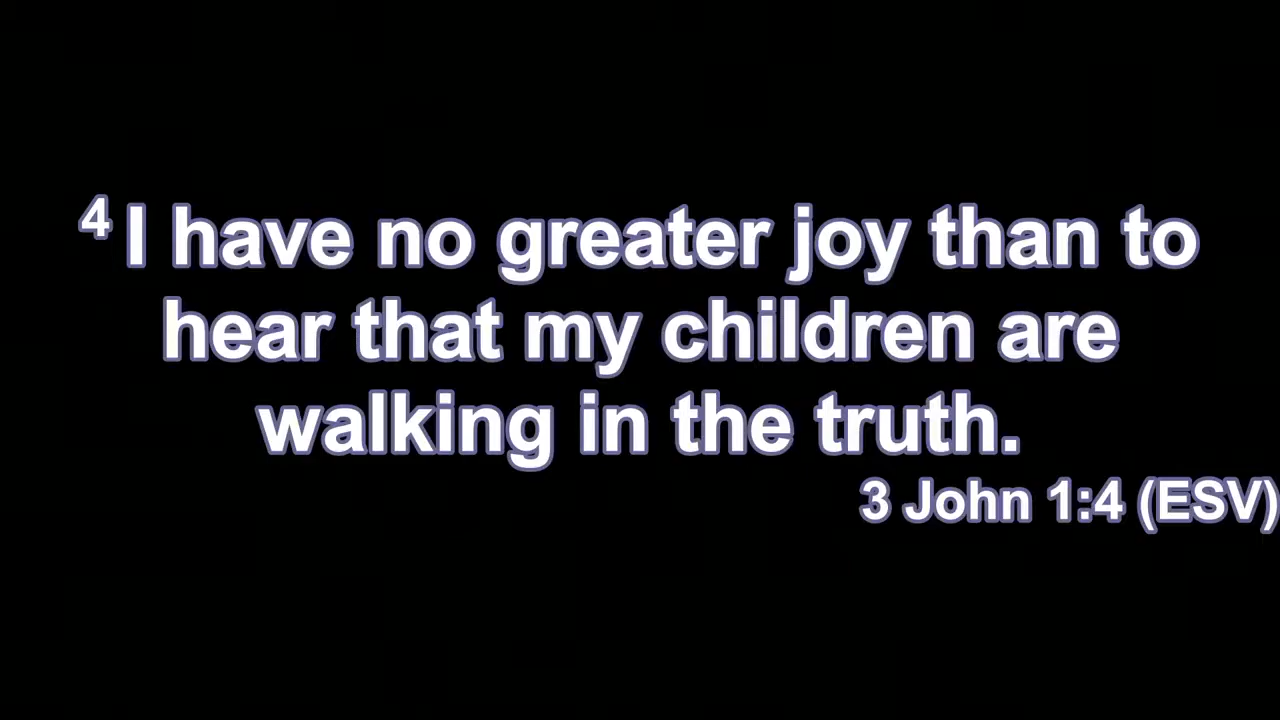 4 I have no greater joy than to
hear that my children are
walking in the truth.
3 John 1:4 (ESV)